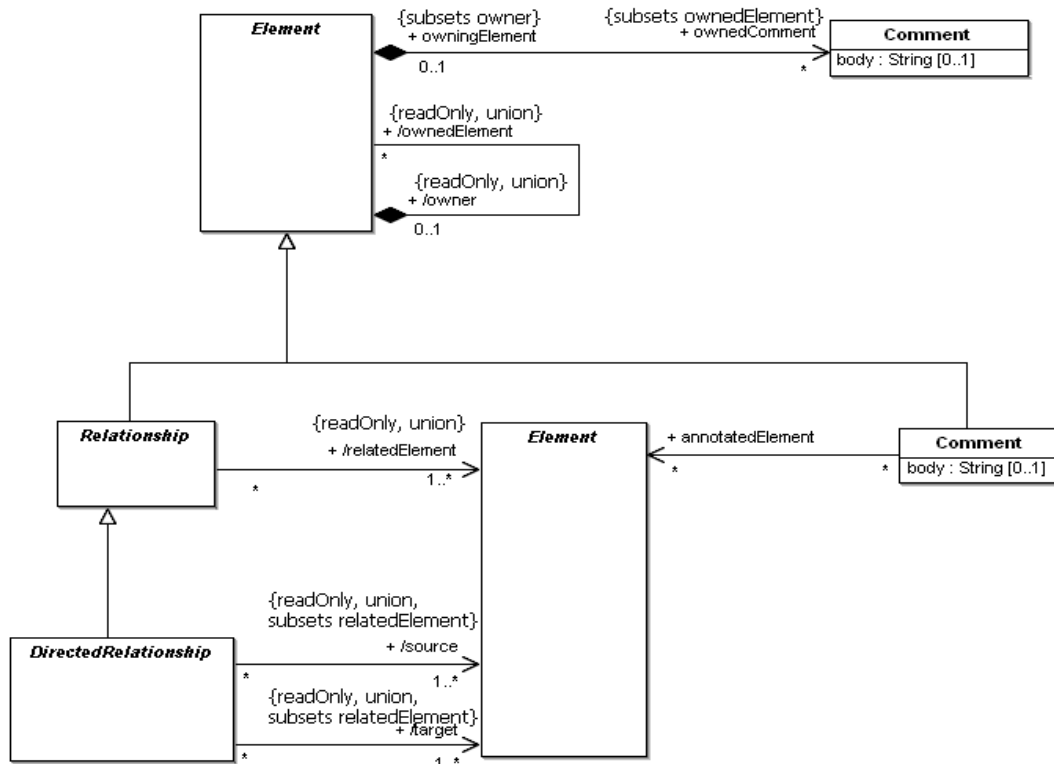 {subsets owner}
{subsets ownedElement}
Element
+ owningElement
+ ownedComment
Comment
0..1
*
body : String [0..1]
{readOnly, union}
+ /ownedElement
*
{readOnly, union}
+ /owner
0..1
Relationship
{readOnly, union}
Element
+ annotatedElement
Comment
+ /relatedElement
*
1..*
*
*
body : String [0..1]
{readOnly, union,
subsets relatedElement}
DirectedRelationship
+ /source
*
1..*
{readOnly, union,
subsets relatedElement}
+ /target
*
1..*